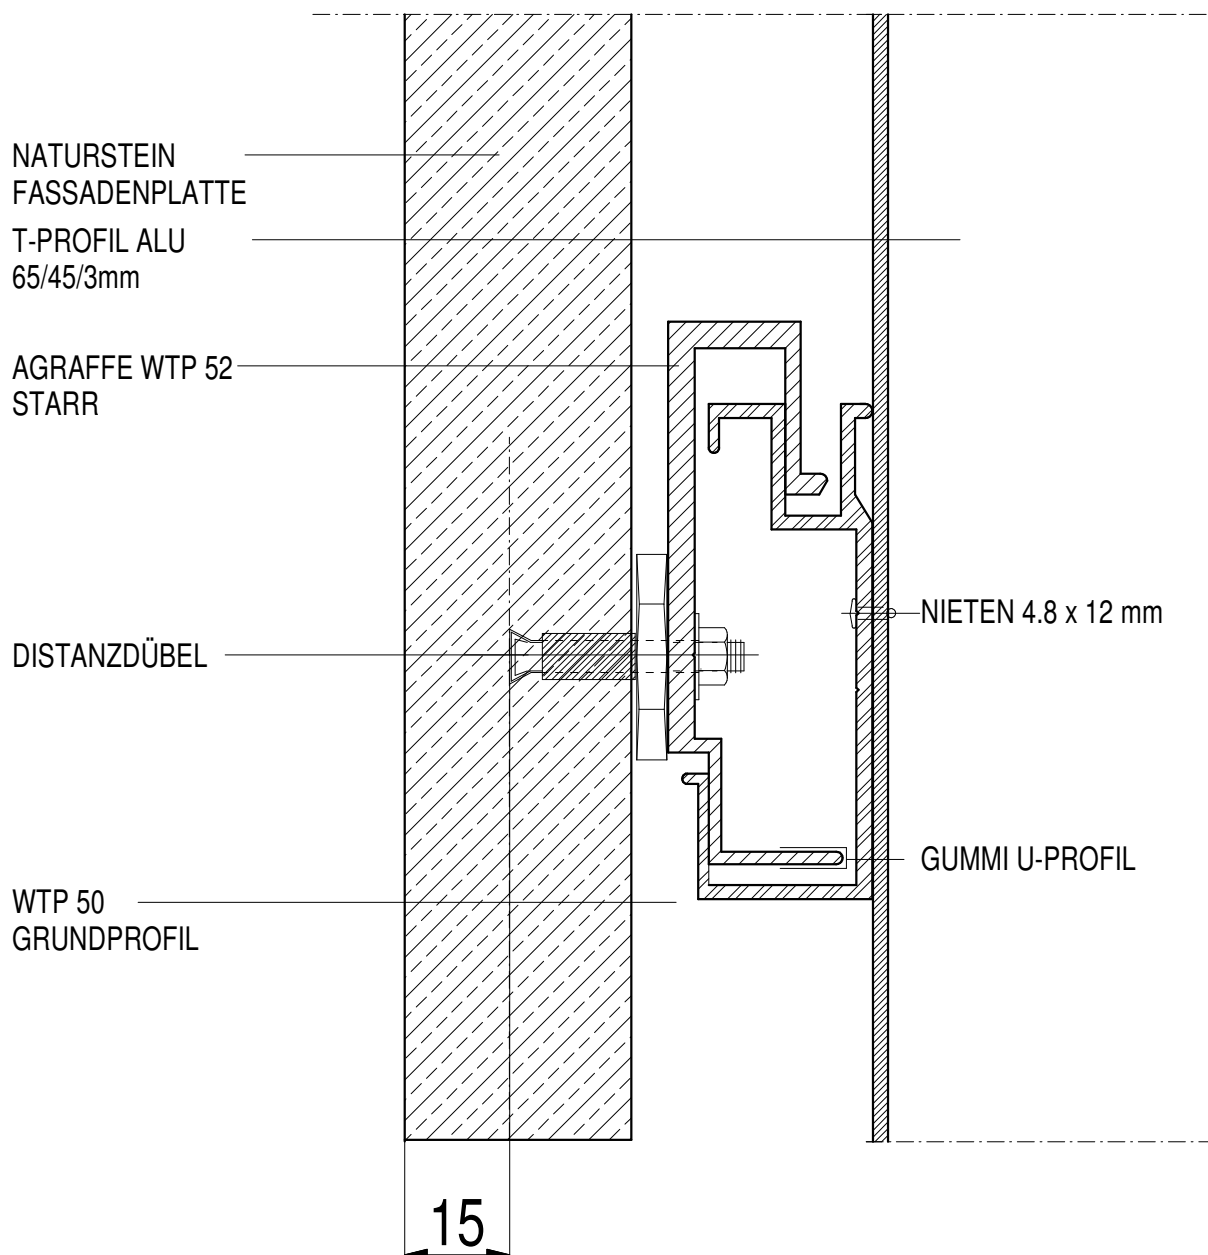 NATURSTEIN
FASSADENPLATTE
T-PROFIL ALU
65/45/3mm
AGRAFFE WTP 52
STARR
NIETEN 4.8 x 12 mm
DISTANZDÜBEL
GUMMI U-PROFIL
WTP 50
GRUNDPROFIL
15